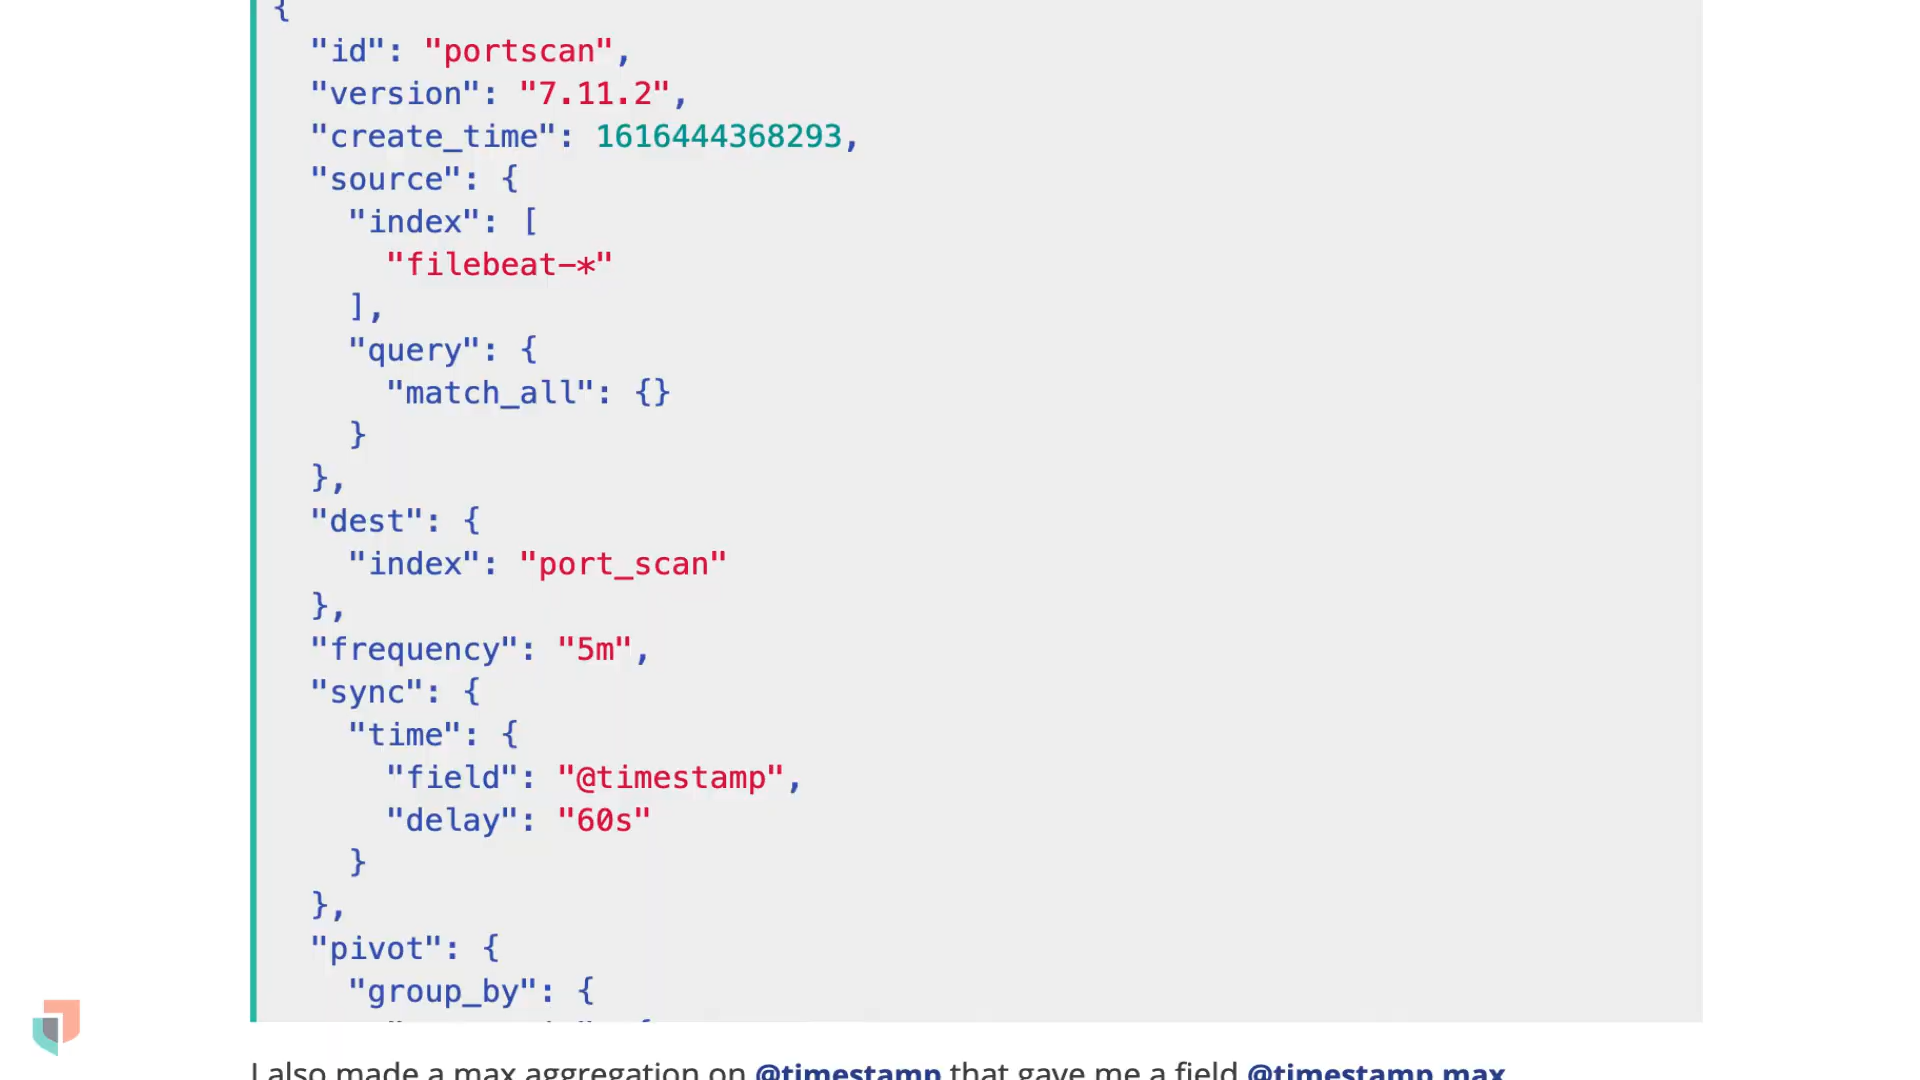 {
"id": "portscan",
"version": "7.11.2",
"create_time": 1616444368293,
"source": {
"index": [
"filebeat-*"
],
"query": {
"match_all": {}
}
},
"dest": {
"index": "port_scan"
},
"frequency": "5m",
"sync": {
"time": {
"field": "@timestamp",
"delay": "60s"
}
},
"pivot": {
"group_by": {
I also made a max aggregation on @timestamp that gave me a field @timestamp.max